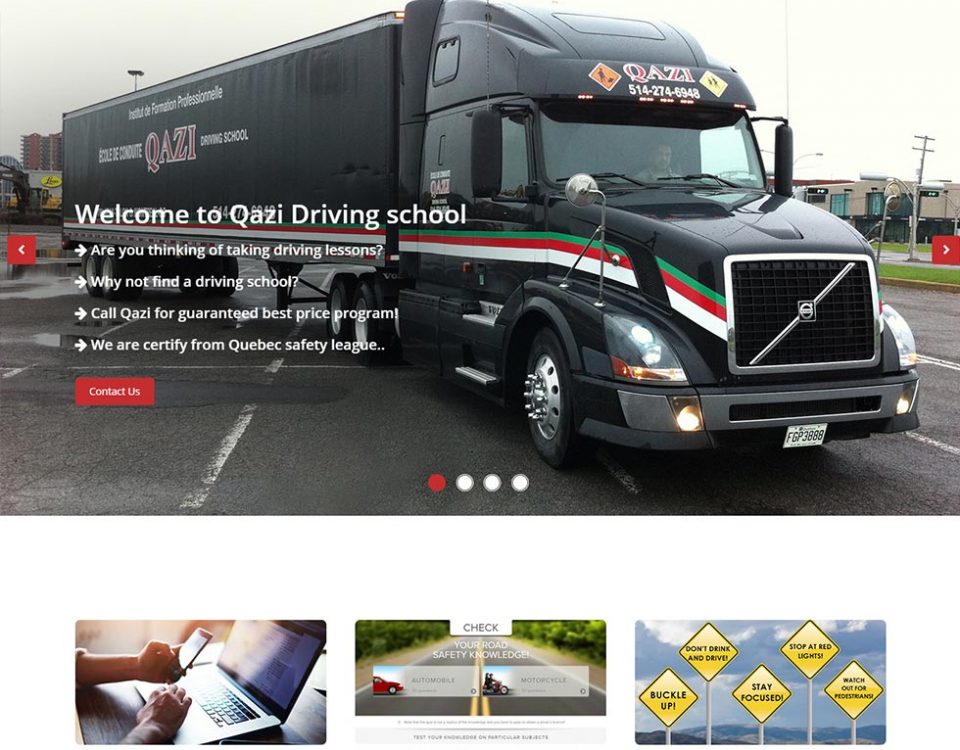 QAZI
514-274-6948
Institut de Formation Professionnelle
ÉCOLE DE CONDUITE QAZI DRIVING SCHOOL
QAZI
Welcome to Qazi Driving school
Are you thinking of taking driving lessons?
Why not find a driving school?
Call Qazi for guaranteed best price program!
We are certify from Quebec safety league..
Contact Us
FGP3888
CHECK
YOUR ROAD
SAFETY KNOWLEDGE!
AUTOMOBILE
MOTORCYCLE
TEST YOUR KNOWLEDGE ON PARTICULAR SUBJECTS
DON'T DRINK
AND DRIVE!
STOP AT RED
LIGHTS!
BUCKLE
UP!
STAY
FOCUSED!
WATCH
OUT FOR
PEDESTRIANS!